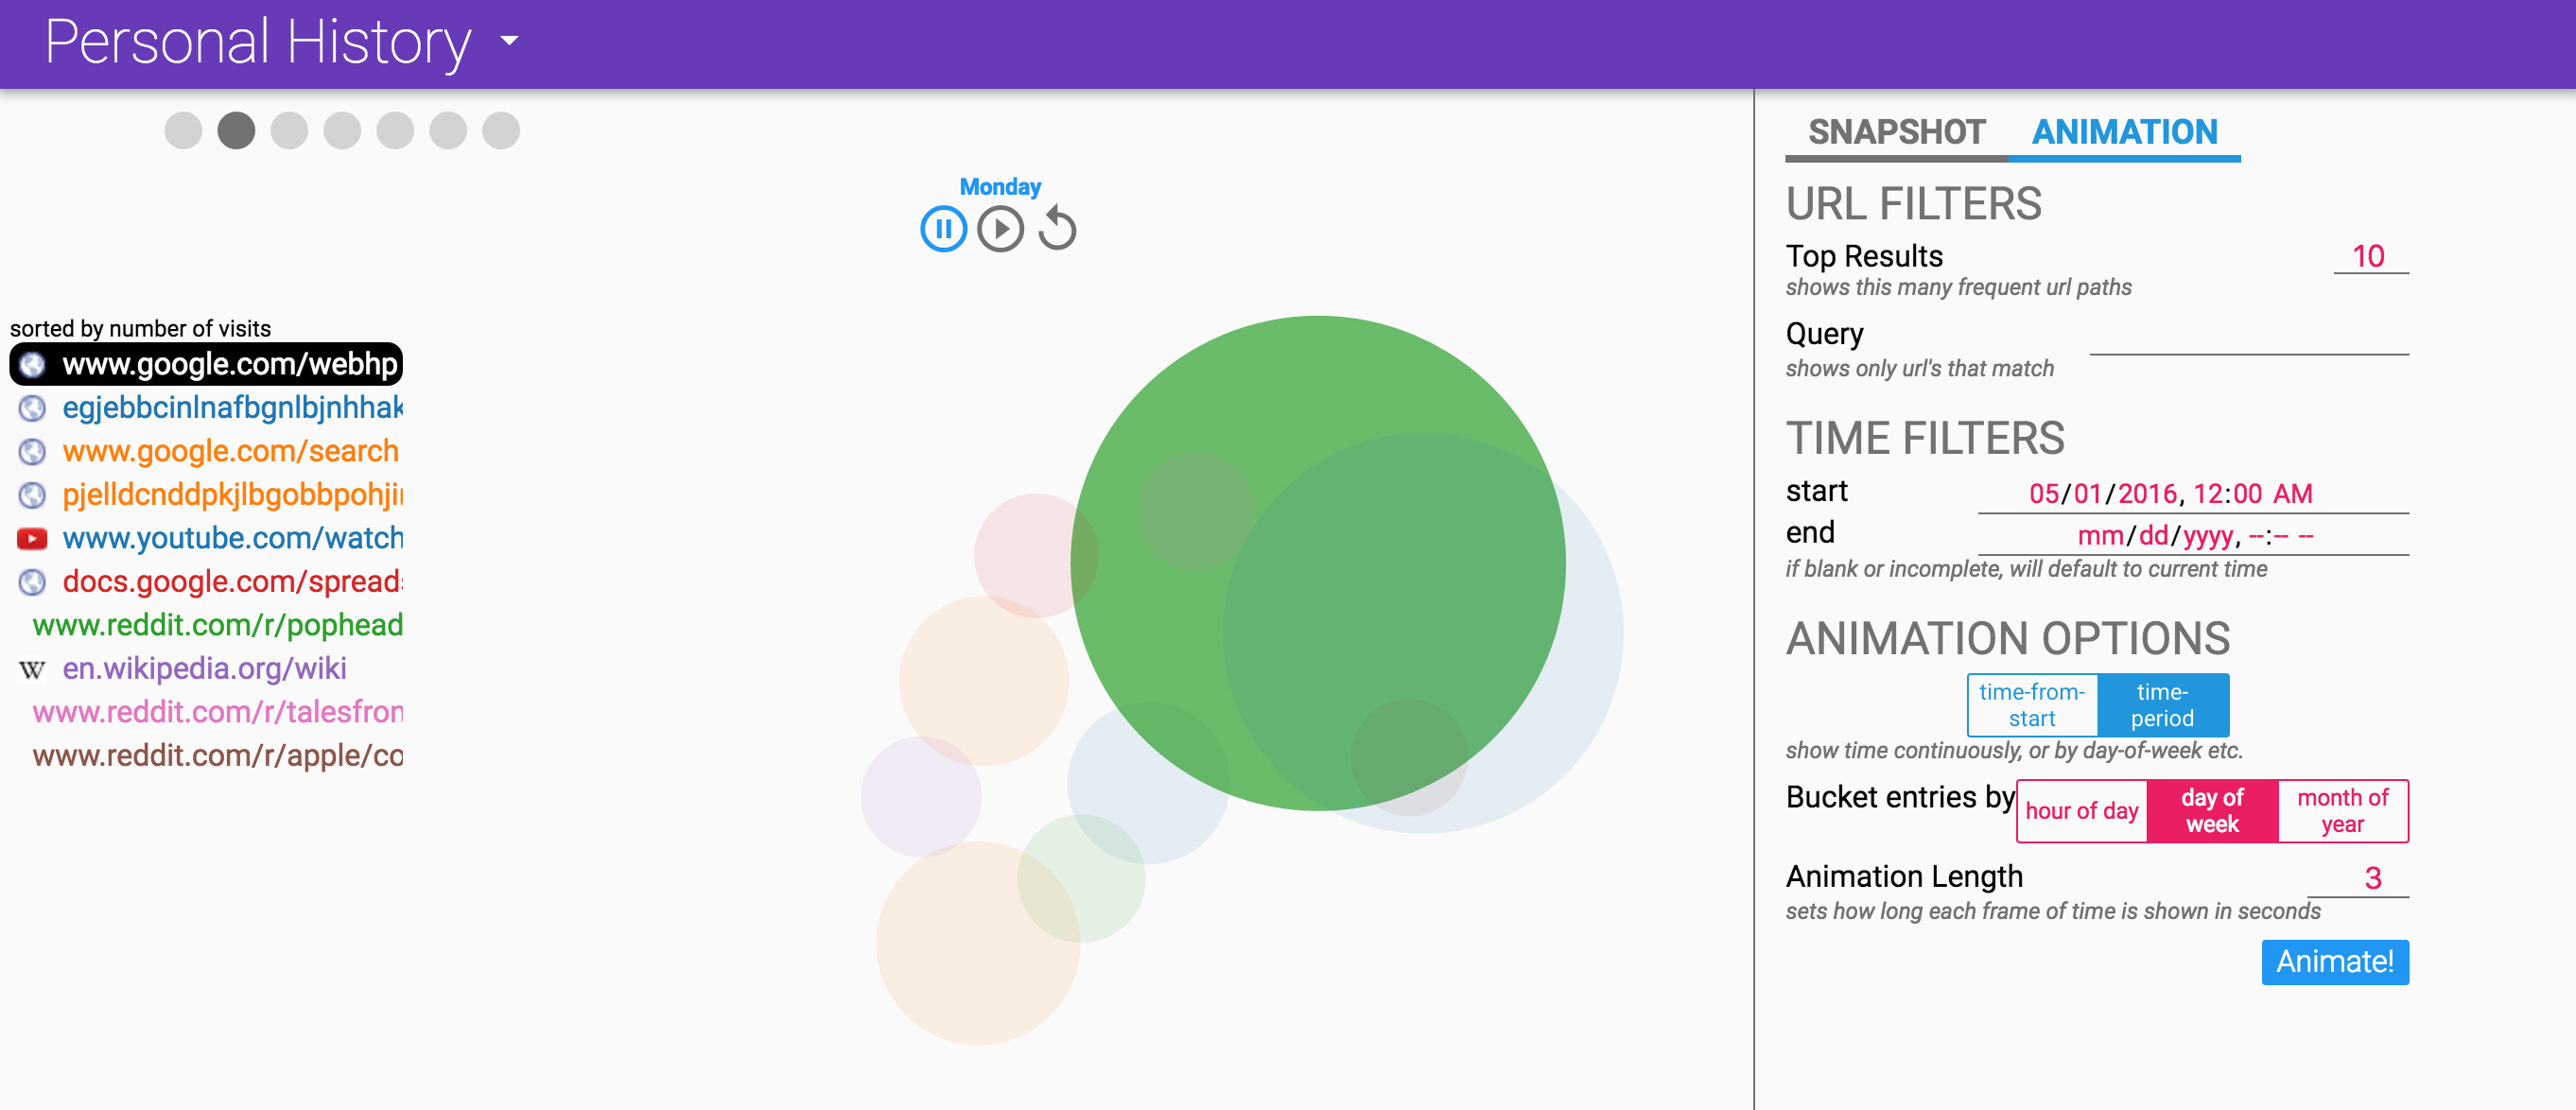 Personal History
Monday
sorted by number of visits
www.google.com/webhp
egjebbcinlnafbgnlbjnhhak
www.google.com/search
pjelldcnddpkjlbgobbpohjii
www.youtube.com/watch
docs.google.com/spreads
www.reddit.com/r/pophead
W en.wikipedia.org/wiki
www.reddit.com/r/talesfron
www.reddit.com/r/apple/co
SNAPSHOT ANIMATION
URL FILTERS
Top Results 10
shows this many frequent url paths
Query
shows only url's that match
TIME FILTERS
start 05/01/2016, 12:00 AM
end mm/dd/yyyy, --:-- --
if blank or incomplete, will default to current time
ANIMATION OPTIONS
time-from-start time-period
show time continuously, or by day-of-week etc.
Bucket entries by hour of day day of week month of year
Animation Length 3
sets how long each frame of time is shown in seconds
Animate!